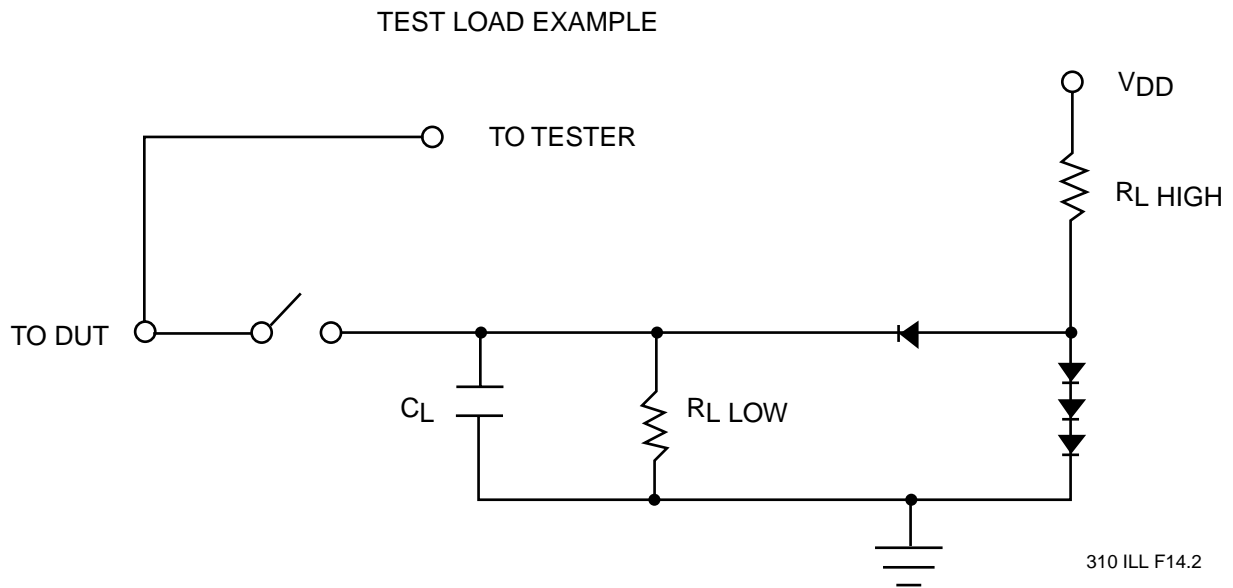 TEST LOAD EXAMPLE
VDD
TO TESTER
RL HIGH
TO DUT
CL
RL LOW
310 ILL F14.2